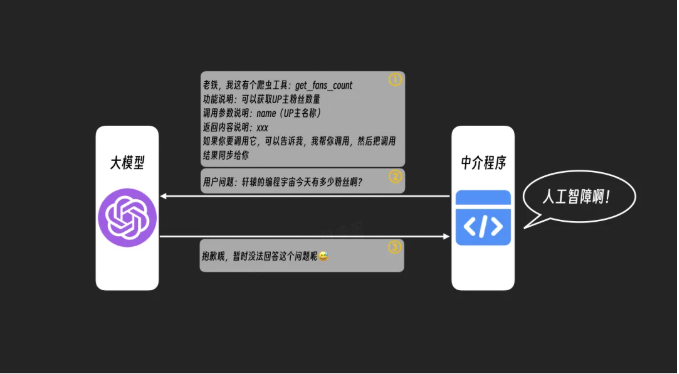 老铁，我这有个爬虫工具：get_fans_count
功能说明：可以获取UP主粉丝数量
调用参数说明：name（UP主名称）
返回内容说明：xxx
如果你要调用它，可以告诉我，我帮你调用，然后把调用
结果同步给你
①
大模型
中介程序
用户问题：轩辕的编程宇宙今天有多少粉丝啊？
②
人工智障啊！
</>
抱歉哦，暂时没法回答这个问题呢😅
③